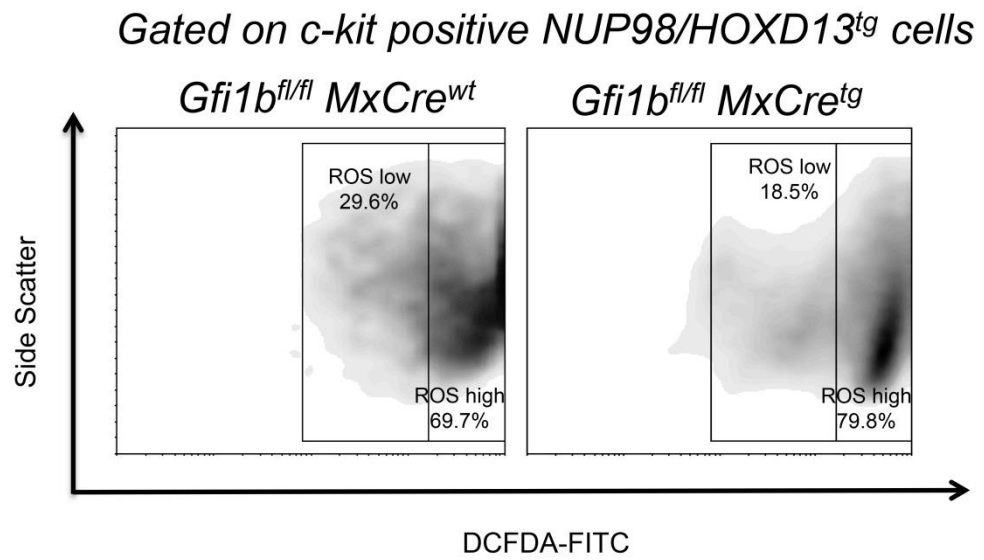 Gated on c-kit positive NUP98/HOXD13tg cells
Gfi1bfl/fl MxCrewt
Gfi1bfl/fl MxCretg
Side Scatter
ROS low
29.6%
ROS high
69.7%
ROS low
18.5%
ROS high
79.8%
DCFDA-FITC